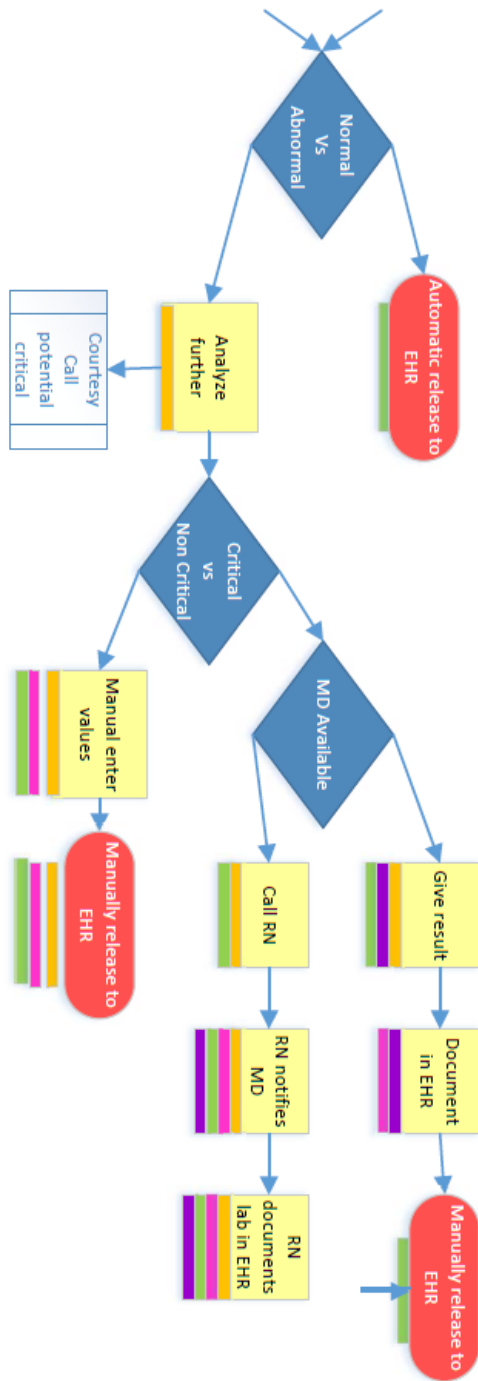 Normal
Vs
Abnormal
Automatic release to
EHR
Analyze
further
Courtesy
Call
potential
critical
Critical
vs
Non Critical
MD Available
Manual enter
values
Manually release to
EHR
Give result
Document
in EHR
Manually release to
EHR
Call RN
RN notifies
MD
RN
documents
lab in EHR